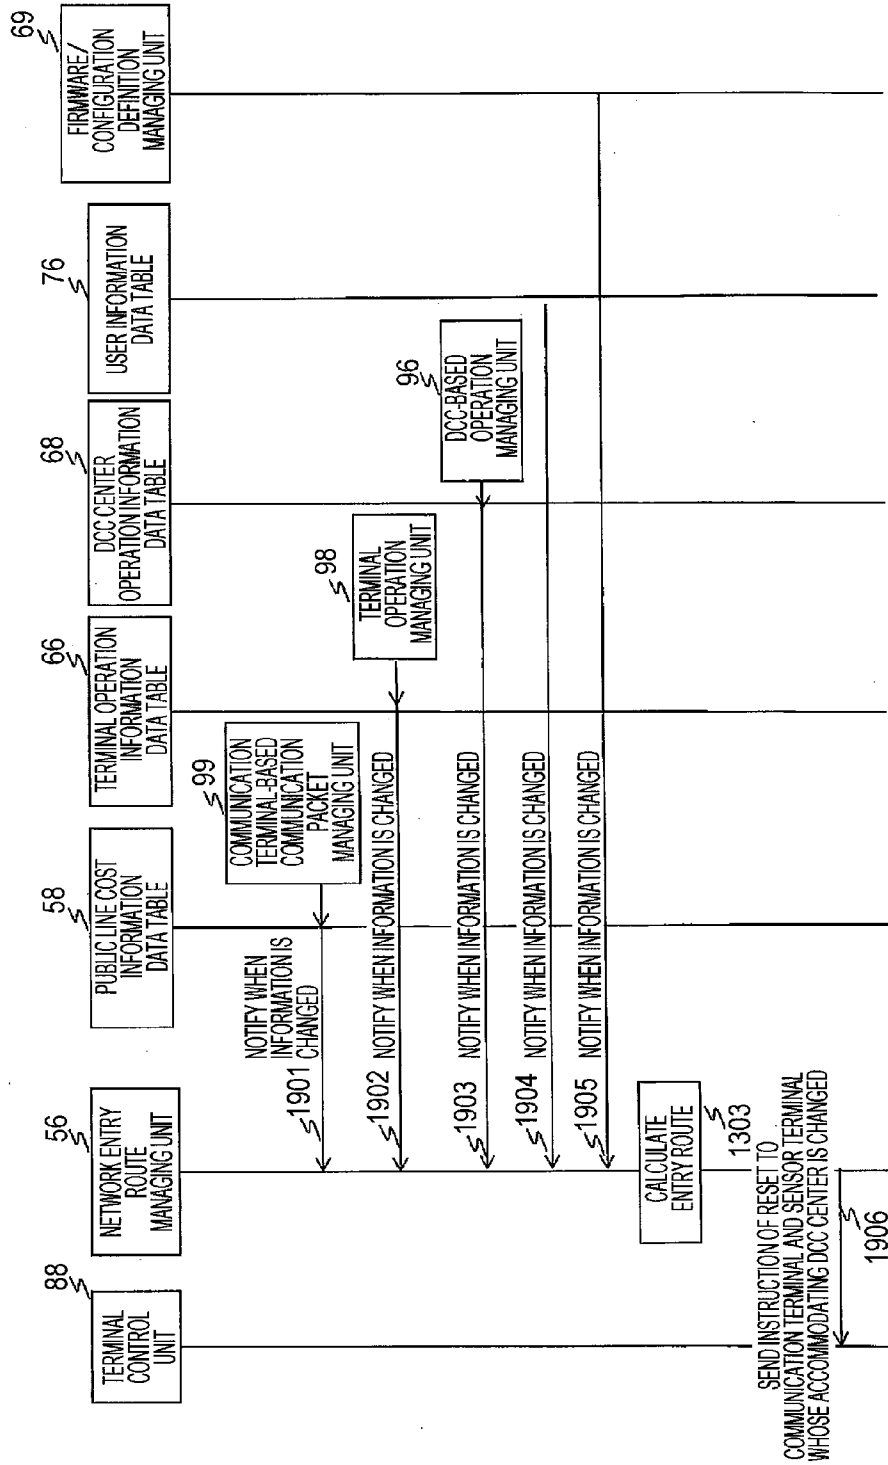 88
TERMINAL
CONTROL
UNIT
56
NETWORK ENTRY
ROUTE
MANAGING UNIT
58
PUBLIC LINE COST
INFORMATION
DATA TABLE
66
TERMINAL OPERATION
INFORMATION
DATA TABLE
68
DCC CENTER
OPERATION INFORMATION
DATA TABLE
76
USER INFORMATION
DATA TABLE
69
FIRMWARE/
CONFIGURATION
DEFINITION
MANAGING UNIT
99
COMMUNICATION
TERMINAL-BASED
COMMUNICATION
PACKET
MANAGING UNIT
NOTIFY WHEN
INFORMATION IS
CHANGED
1901
98
TERMINAL
OPERATION
MANAGING UNIT
1902
NOTIFY WHEN INFORMATION IS CHANGED
96
DCC-BASED
OPERATION
MANAGING UNIT
1903
NOTIFY WHEN INFORMATION IS CHANGED
1904
NOTIFY WHEN INFORMATION IS CHANGED
1905
NOTIFY WHEN INFORMATION IS CHANGED
CALCULATE
ENTRY ROUTE
1303
SEND INSTRUCTION OF RESET TO
COMMUNICATION TERMINAL AND SENSOR TERMINAL
WHOSE ACCOMMODATING DCC CENTER IS CHANGED
1906